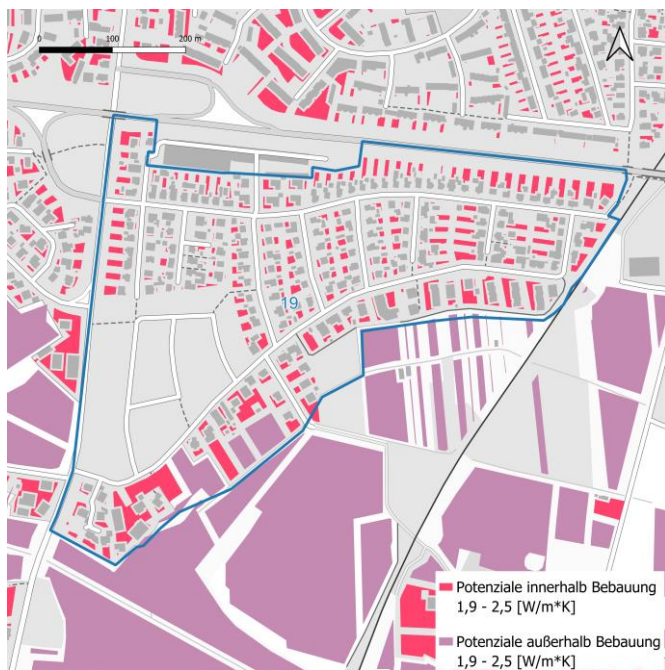 0 100 200 m
19
Potenziale innerhalb Bebauung
1,9 - 2,5 [W/m*K]
Potenziale außerhalb Bebauung
1,9 - 2,5 [W/m*K]